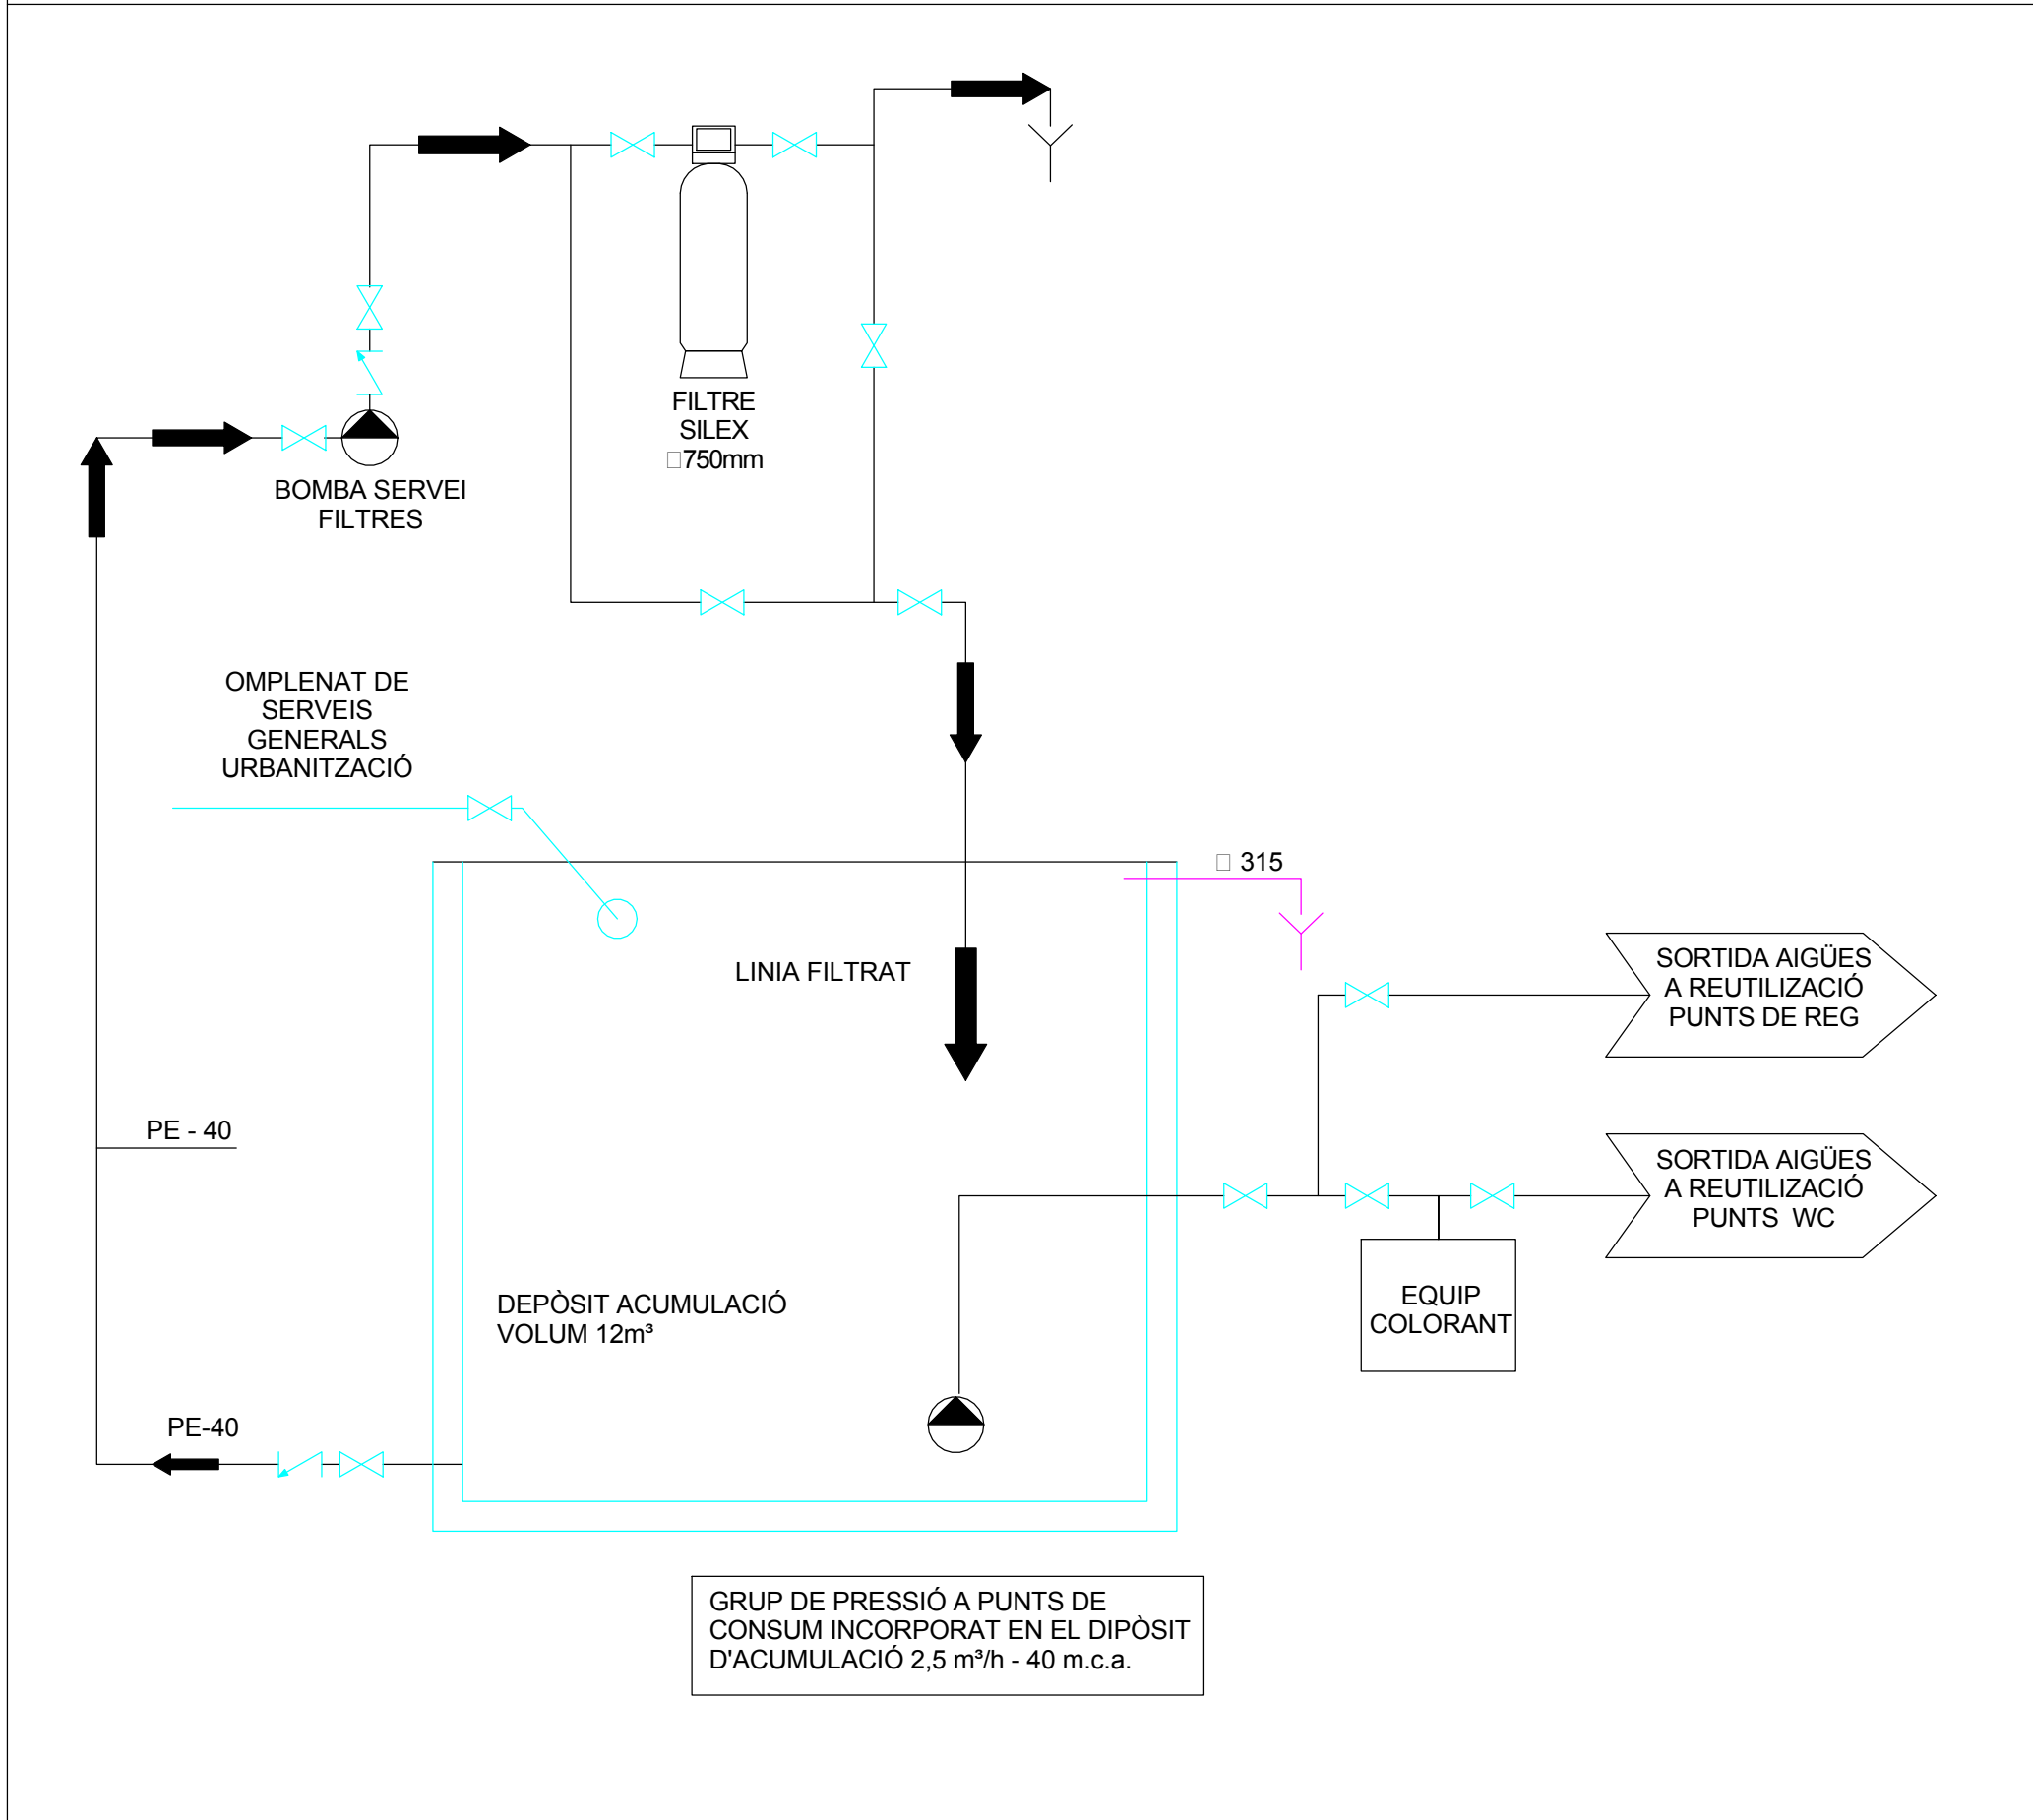 FILTRE
SILEX
□750mm
BOMBA SERVEI
FILTRES
OMPLENAT DE
SERVEIS
GENERALS
URBANITZACIÓ
□ 315
LINIA FILTRAT
SORTIDA AIGÜES
A REUTILIZACIÓ
PUNTS DE REG
PE - 40
SORTIDA AIGÜES
A REUTILIZACIÓ
PUNTS WC
DEPÒSIT ACUMULACIÓ
VOLUM 12m³
EQUIP
COLORANT
PE-40
GRUP DE PRESSIÓ A PUNTS DE
CONSUM INCORPORAT EN EL DIPÒSIT
D'ACUMULACIÓ 2,5 m³/h - 40 m.c.a.